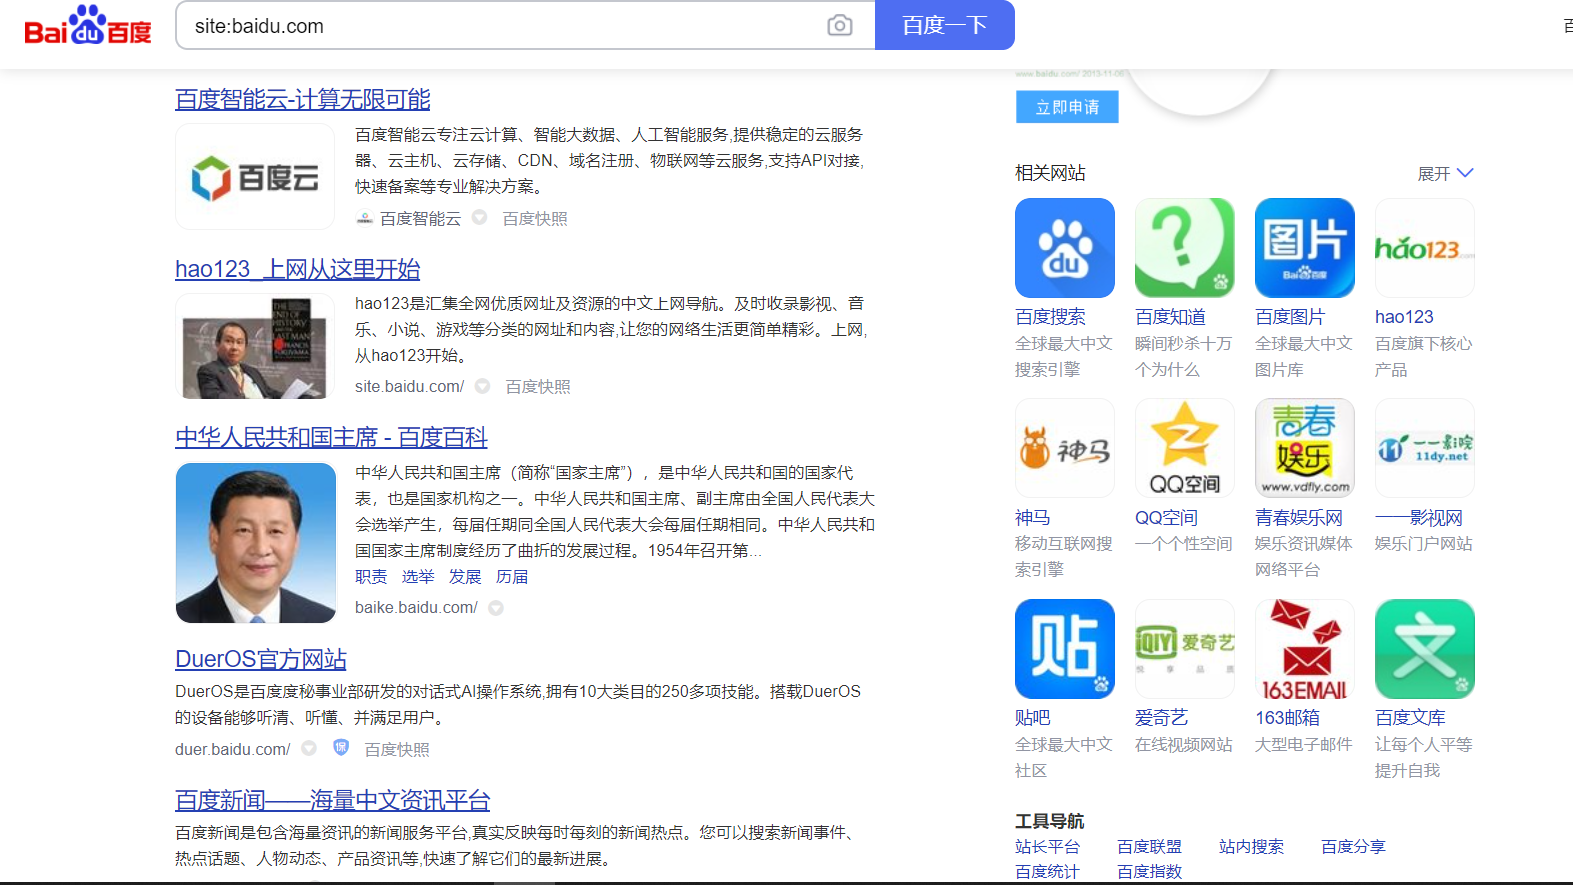 Bai du 百度
site:baidu.com
百度一下
百度智能云-计算无限可能
百度云
百度智能云专注云计算、智能大数据、人工智能服务,提供稳定的云服务
器、云主机、云存储、CDN、域名注册、物联网等云服务,支持API对接,
快速备案等专业解决方案。
百度智能云 百度快照
hao123_上网从这里开始
END OF
HISTORY
LAST MAN
hao123是汇集全网优质网址及资源的中文上网导航。及时收录影视、音
乐、小说、游戏等分类的网址和内容,让您的网络生活更简单精彩。上网,
从hao123开始。
site.baidu.com/ 百度快照
中华人民共和国主席 - 百度百科
中华人民共和国主席（简称“国家主席”），是中华人民共和国的国家代
表，也是国家机构之一。中华人民共和国主席、副主席由全国人民代表大
会选举产生，每届任期同全国人民代表大会每届任期相同。中华人民共和
国国家主席制度经历了曲折的发展过程。1954年召开第...
职责 选举 发展 历届
baike.baidu.com/
DuerOS官方网站
DuerOS是百度度秘事业部研发的对话式AI操作系统,拥有10大类目的250多项技能。搭载DuerOS
的设备能够听清、听懂、并满足用户。
duer.baidu.com/ 保 百度快照
百度新闻——海量中文资讯平台
百度新闻是包含海量资讯的新闻服务平台,真实反映每时每刻的新闻热点。您可以搜索新闻事件、
热点话题、人物动态、产品资讯等,快速了解它们的最新进展。
www.baidu.com/ 2013-11-06
立即申请
相关网站 展开
du ? 图片 Bai du 百度 hao123.com
百度搜索 百度知道 百度图片 hao123
全球最大中文 瞬间秒杀十万 全球最大中文 百度旗下核心
搜索引擎 个为什么 图片库 产品
神马 QQ空间 青春娱乐 www.vdfly.com 一一影院 11dy.net
神马 QQ空间 青春娱乐网 一一影视网
移动互联网搜 一个个性空间 娱乐资讯媒体 娱乐门户网站
索引擎 网络平台
贴 iQIYI 爱奇艺 悦享品质 163EMAIL 文
贴吧 爱奇艺 163邮箱 百度文库
全球最大中文 在线视频网站 大型电子邮件 让每个人平等
社区 提升自我
工具导航
站长平台 百度联盟 站内搜索 百度分享
百度统计 百度指数